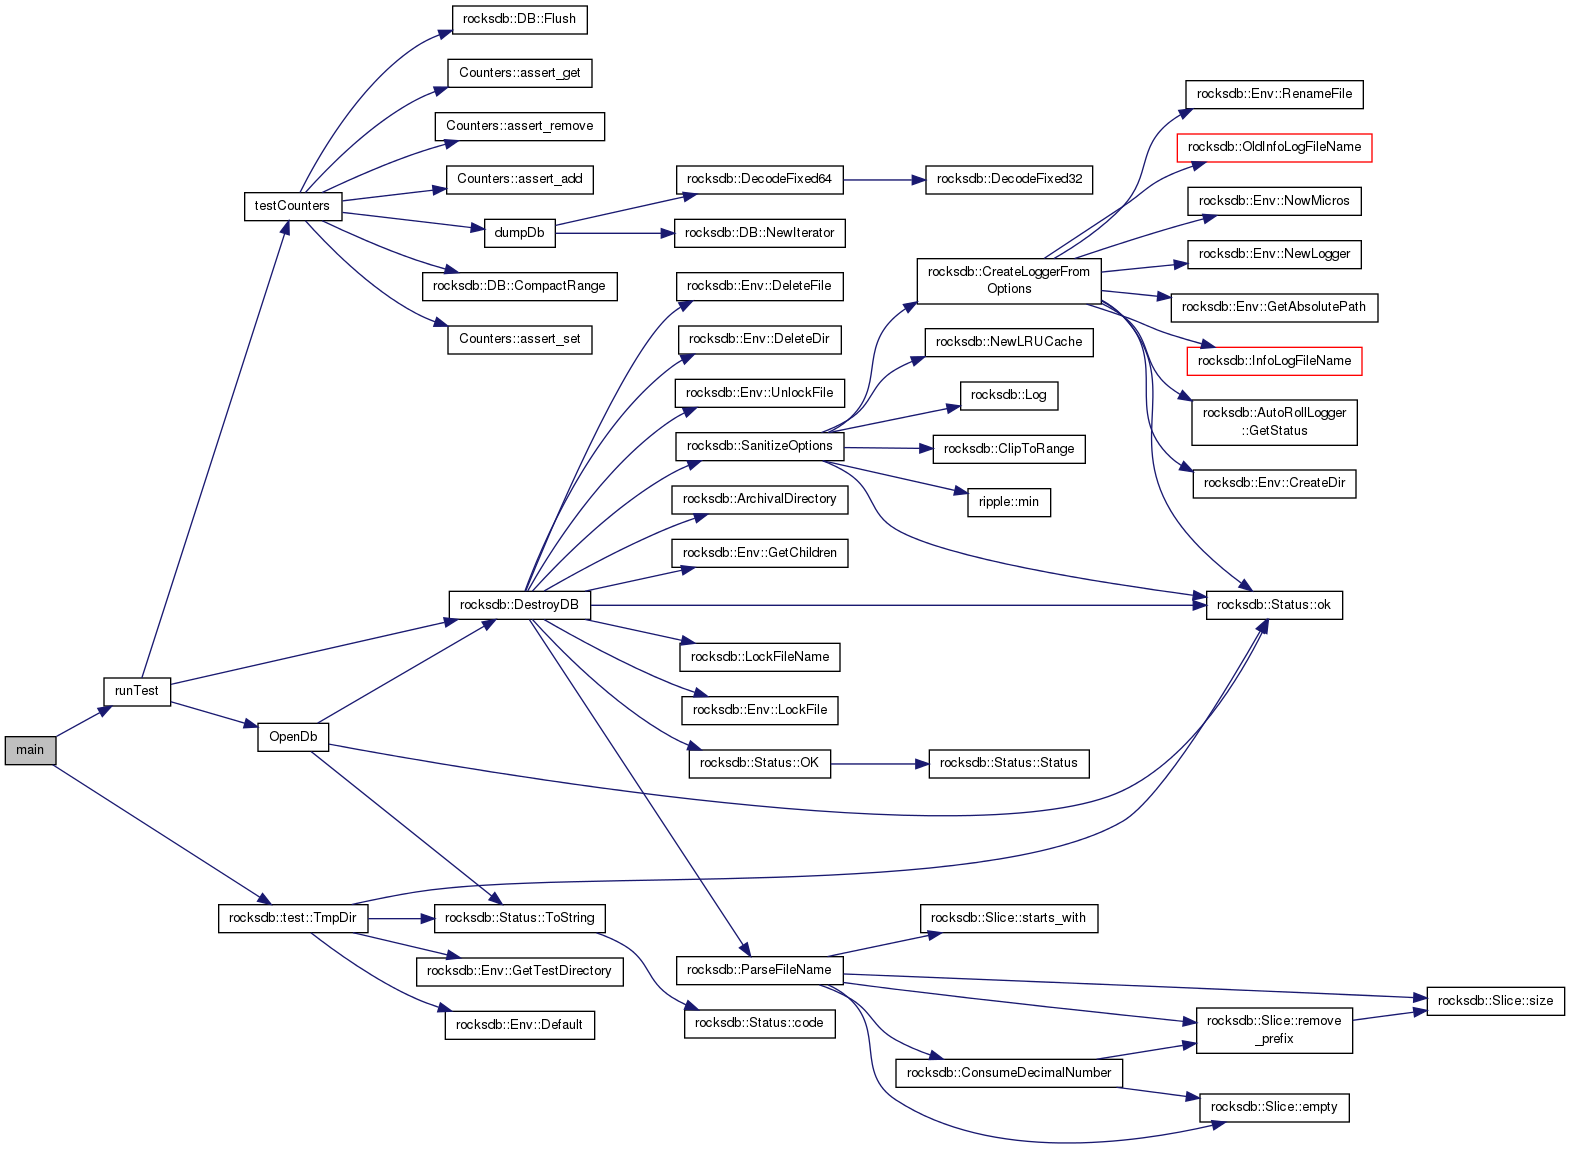 rocksdb::DB::Flush
Counters::assert_get
rocksdb::Env::RenameFile
Counters::assert_remove
rocksdb::OldInfoLogFileName
Counters::assert_add
rocksdb::DecodeFixed64
rocksdb::DecodeFixed32
testCounters
rocksdb::Env::NowMicros
dumpDb
rocksdb::DB::NewIterator
rocksdb::Env::NewLogger
rocksdb::CreateLoggerFrom
Options
rocksdb::DB::CompactRange
rocksdb::Env::DeleteFile
rocksdb::Env::GetAbsolutePath
Counters::assert_set
rocksdb::Env::DeleteDir
rocksdb::NewLRUCache
rocksdb::InfoLogFileName
rocksdb::Env::UnlockFile
rocksdb::Log
rocksdb::AutoRollLogger
::GetStatus
rocksdb::SanitizeOptions
rocksdb::ClipToRange
rocksdb::Env::CreateDir
rocksdb::ArchivalDirectory
ripple::min
rocksdb::Env::GetChildren
rocksdb::DestroyDB
rocksdb::Status::ok
rocksdb::LockFileName
runTest
rocksdb::Env::LockFile
OpenDb
main
rocksdb::Status::OK
rocksdb::Status::Status
rocksdb::test::TmpDir
rocksdb::Status::ToString
rocksdb::Slice::starts_with
rocksdb::Env::GetTestDirectory
rocksdb::ParseFileName
rocksdb::Slice::size
rocksdb::Env::Default
rocksdb::Status::code
rocksdb::Slice::remove
_prefix
rocksdb::ConsumeDecimalNumber
rocksdb::Slice::empty